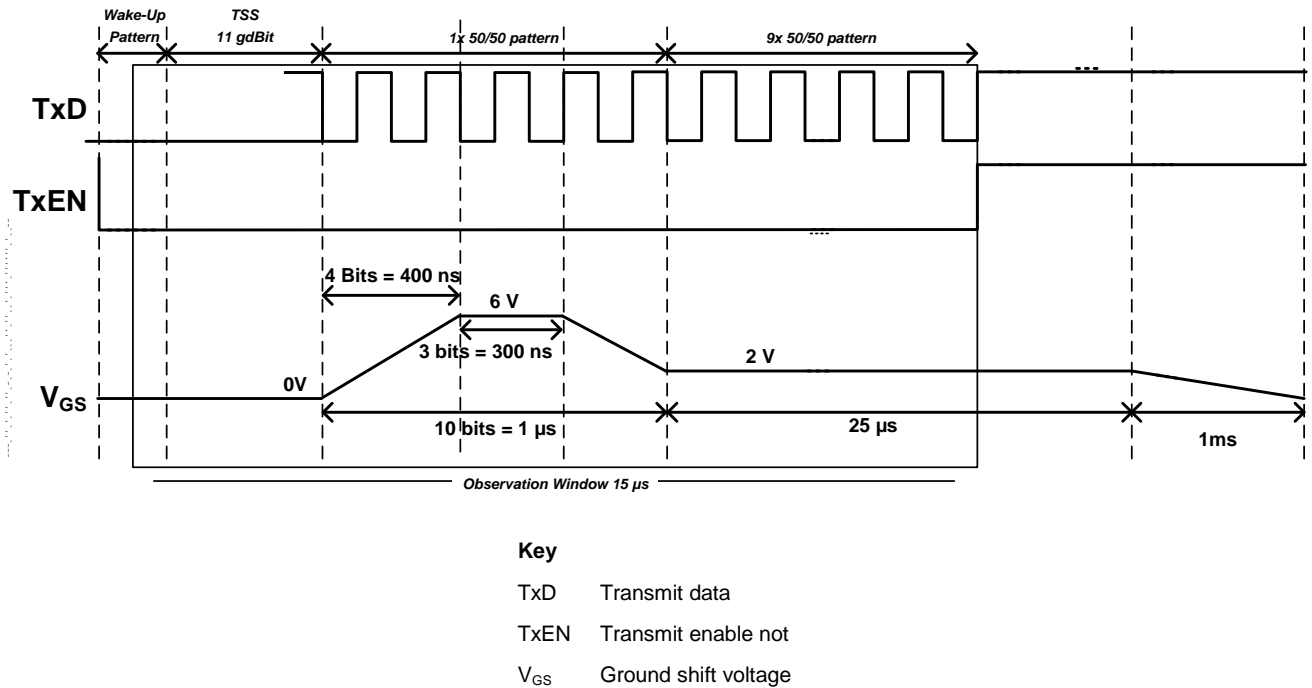 Wake-Up
Pattern
TSS
11 gdBit
1x 50/50 pattern
9x 50/50 pattern
TxD
TxEN
4 Bits = 400 ns
6 V
3 bits = 300 ns
2 V
0V
VGS
10 bits = 1 µs
25 µs
1ms
Observation Window 15 µs
Key
TxD Transmit data
TxEN Transmit enable not
VGS Ground shift voltage